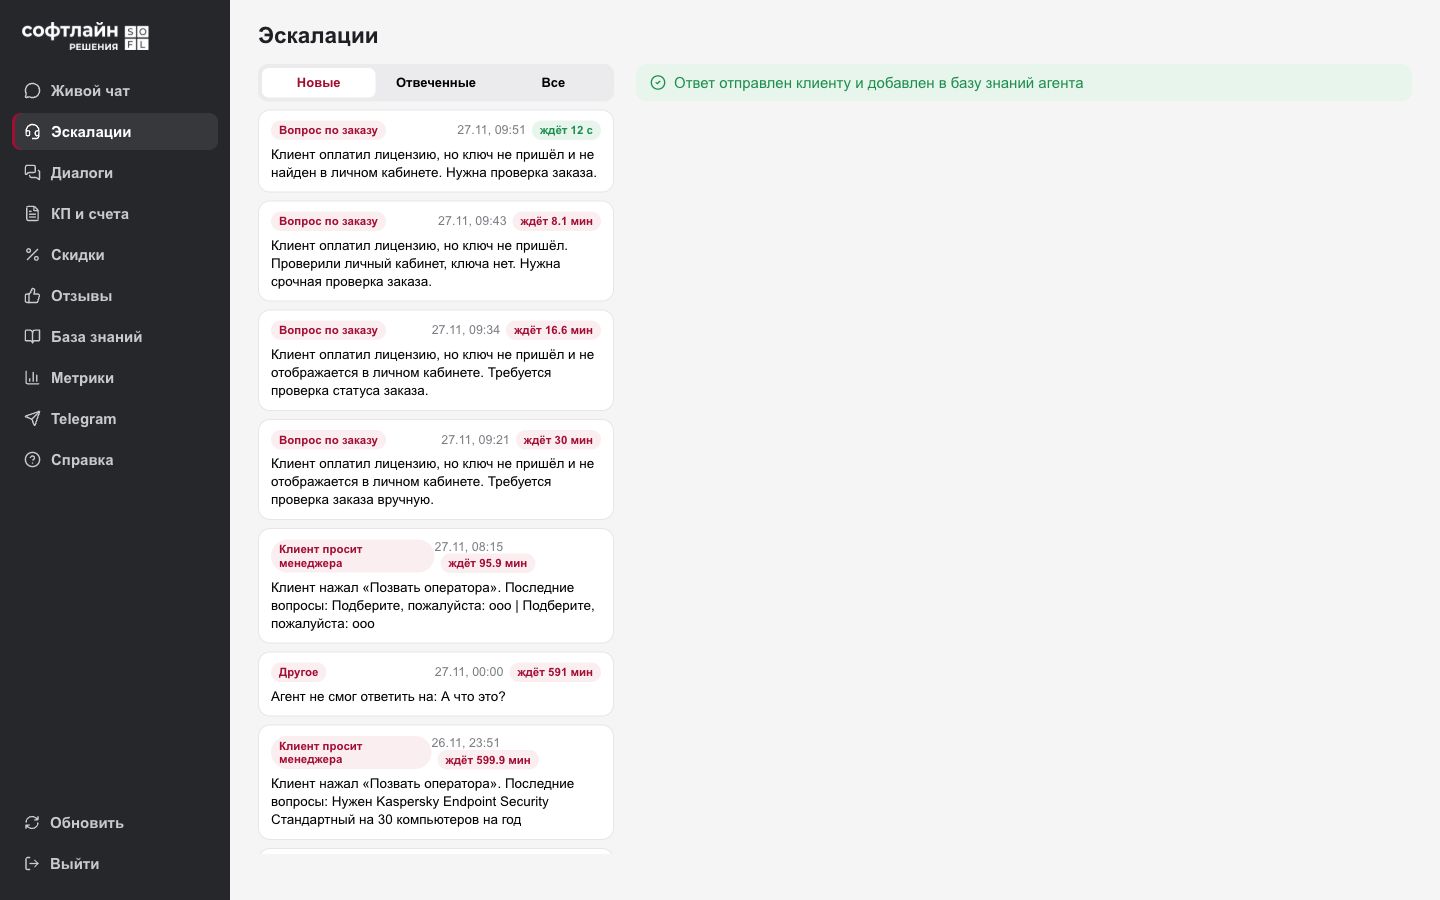 софтлайн SO
РЕШЕНИЯ FL
Живой чат
Эскалации
Диалоги
КП и счета
Скидки
Отзывы
База знаний
Метрики
Telegram
Справка
Обновить
Выйти
Эскалации
Новые Отвеченные Все
Вопрос по заказу 27.11, 09:51 ждёт 12 с
Клиент оплатил лицензию, но ключ не пришёл и не
найден в личном кабинете. Нужна проверка заказа.
Вопрос по заказу 27.11, 09:43 ждёт 8.1 мин
Клиент оплатил лицензию, но ключ не пришёл.
Проверили личный кабинет, ключа нет. Нужна
срочная проверка заказа.
Вопрос по заказу 27.11, 09:34 ждёт 16.6 мин
Клиент оплатил лицензию, но ключ не пришёл и не
отображается в личном кабинете. Требуется
проверка статуса заказа.
Вопрос по заказу 27.11, 09:21 ждёт 30 мин
Клиент оплатил лицензию, но ключ не пришёл и не
отображается в личном кабинете. Требуется
проверка заказа вручную.
Клиент просит
менеджера
27.11, 08:15
ждёт 95.9 мин
Клиент нажал «Позвать оператора». Последние
вопросы: Подберите, пожалуйста: ооо | Подберите,
пожалуйста: ооо
Другое 27.11, 00:00 ждёт 591 мин
Агент не смог ответить на: А что это?
Клиент просит
менеджера
26.11, 23:51
ждёт 599.9 мин
Клиент нажал «Позвать оператора». Последние
вопросы: Нужен Kaspersky Endpoint Security
Стандартный на 30 компьютеров на год
Ответ отправлен клиенту и добавлен в базу знаний агента